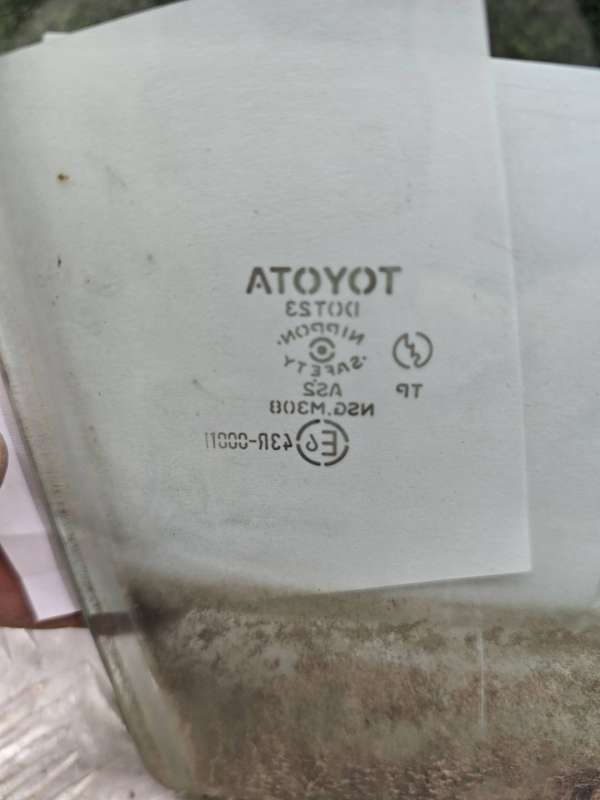 TOYOTA
DOT23
NIPPON
SAFETY
TP
AS2
NSG.M308
E6 43R-00011